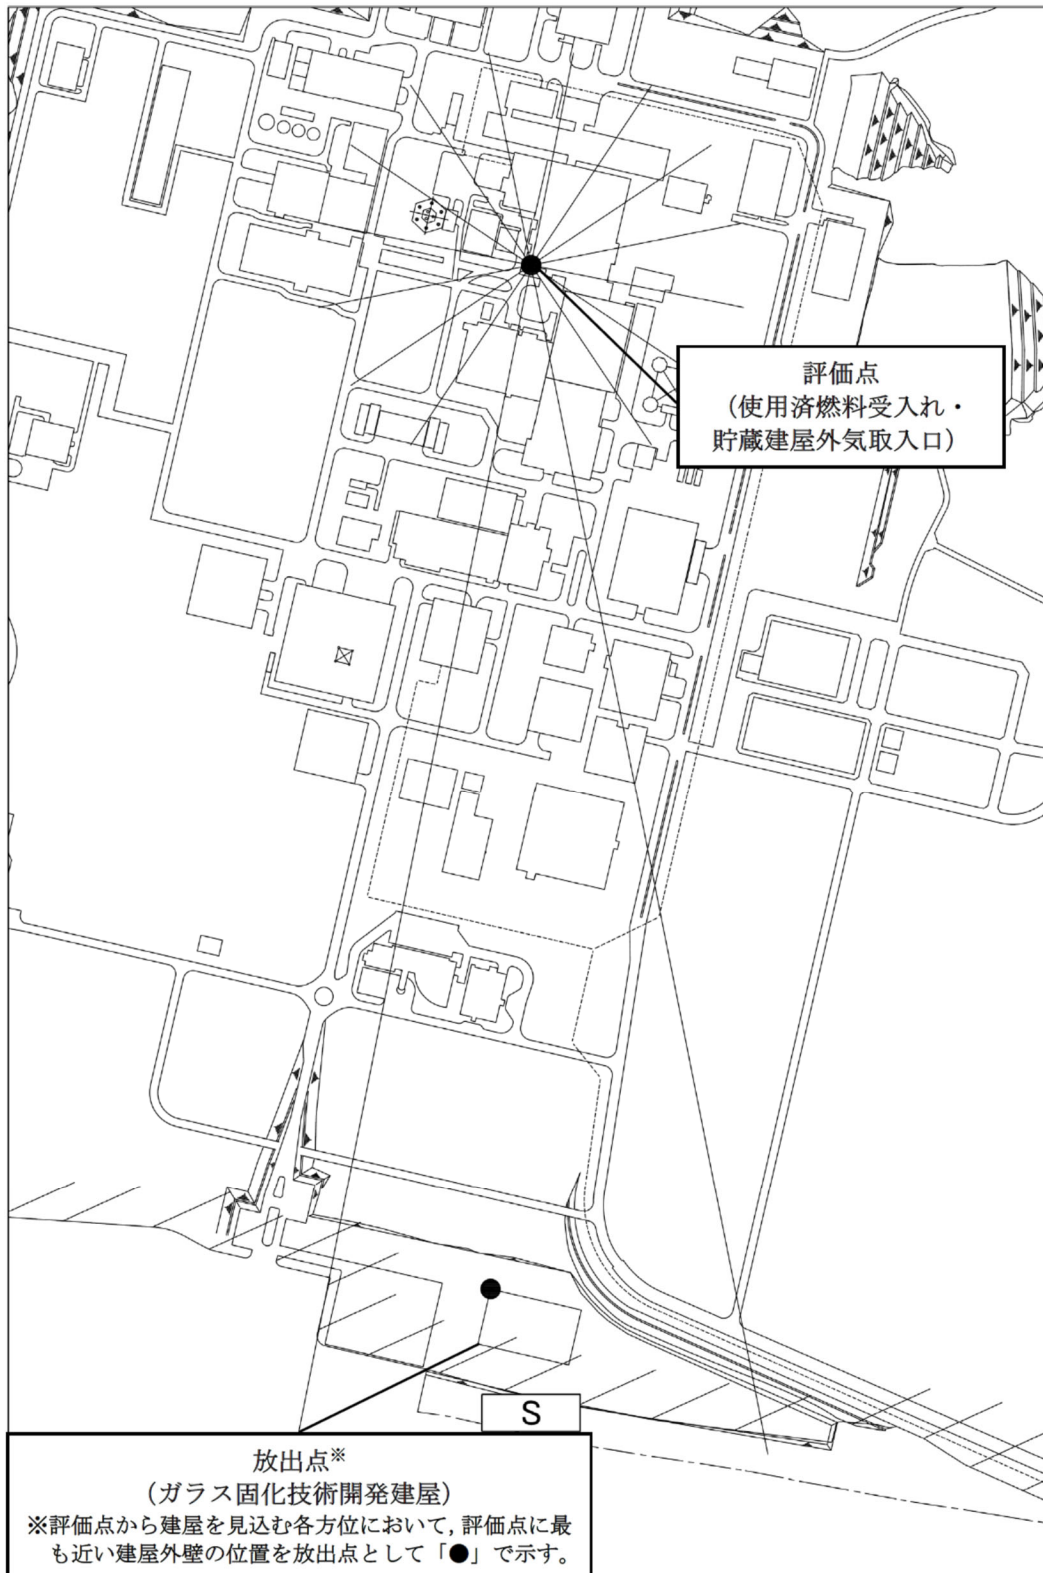 評価点
(使用済燃料受入れ・
貯蔵建屋外気取入口)
S
放出点※
(ガラス固化技術開発建屋)
※評価点から建屋を見込む各方位において,評価点に最
も近い建屋外壁の位置を放出点として「●」で示す。